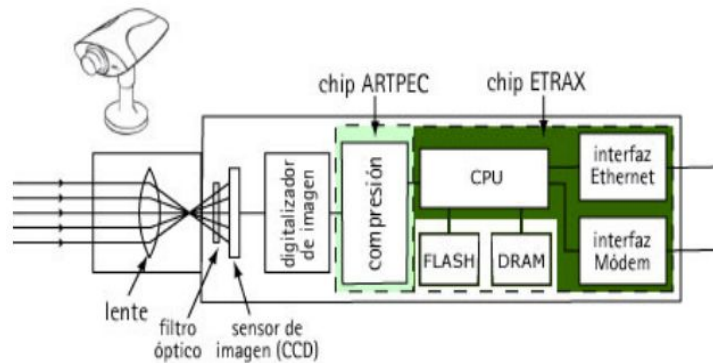 chip ARTPEC
chip ETRAX
digitalizador
de imagen
compresión
CPU
FLASH
DRAM
interfaz
Ethernet
interfaz
Módem
lente
filtro
óptico
sensor de
imagen (CCD)